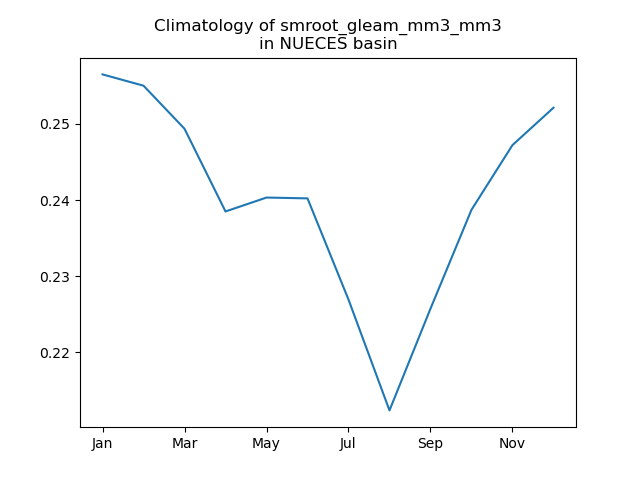 Climatology of smroot_gleam_mm3_mm3
in NUECES basin
0.25
0.24
0.23
0.22
Jan Mar May Jul Sep Nov